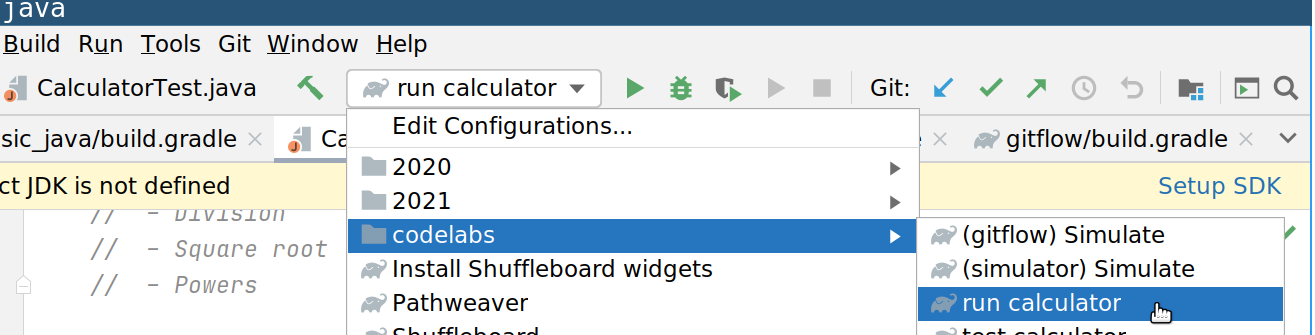 java
Build Run Tools Git Window Help
CalculatorTest.java run calculator Git:
Edit Configurations...
sic_java/build.gradle Ca gitflow/build.gradle
2020
ct JDK is not defined 2021 Setup SDK
// - Division
codelabs (gitflow) Simulate
// - Square root
Install Shuffleboard widgets (simulator) Simulate
// - Powers
Pathweaver run calculator
Shuffleboard test calculator